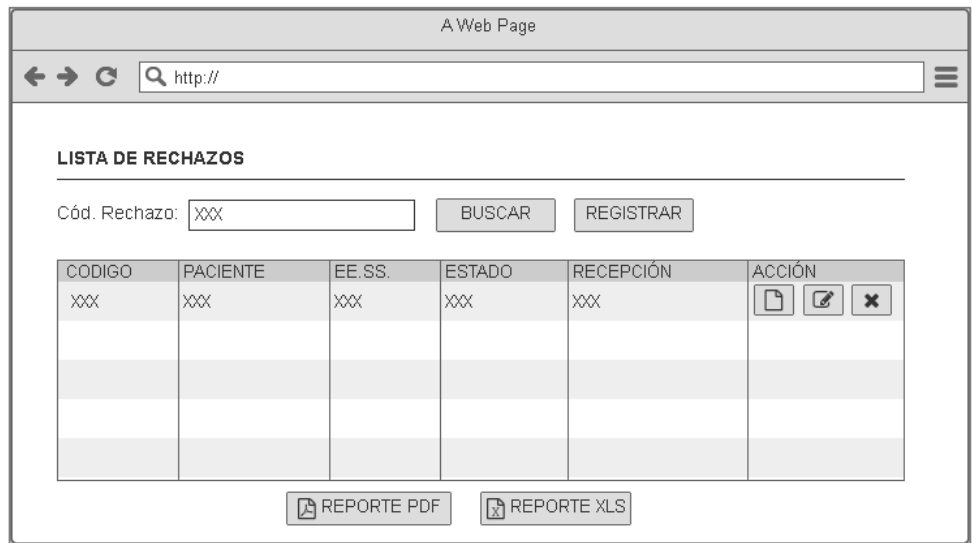 A Web Page
http://
LISTA DE RECHAZOS
Cód. Rechazo: XXX BUSCAR REGISTRAR
CODIGO PACIENTE EE.SS. ESTADO RECEPCIÓN ACCIÓN
XXX XXX XXX XXX XXX
REPORTE PDF REPORTE XLS